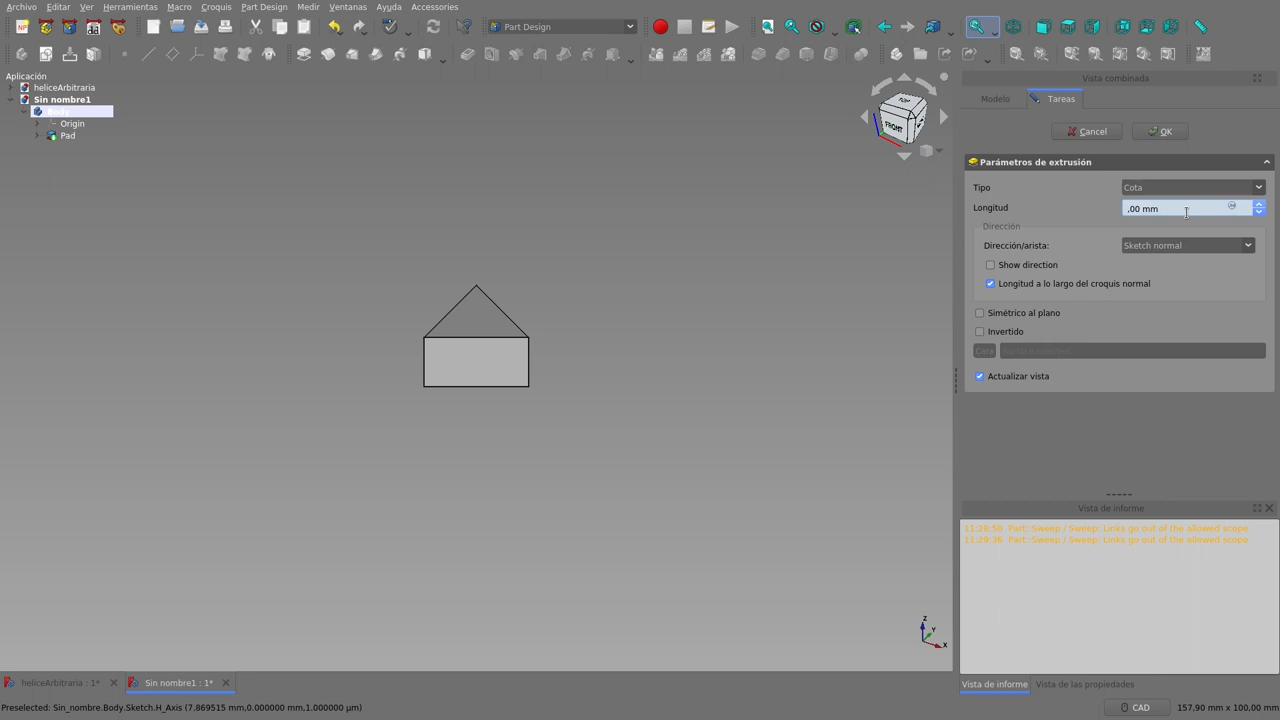 Archivo Editar Ver Herramientas Macro Croquis Part Design Medir Ventanas Ayuda Accessories
Part Design
Aplicación
heliceArbitraria
Sin nombre1
Body
Origin
Pad
TOP
FRONT
Vista combinada
Modelo Tareas
Cancel OK
Parámetros de extrusión
Tipo Cota
Longitud ,00 mm
Dirección
Dirección/arista: Sketch normal
Show direction
Longitud a lo largo del croquis normal
Simétrico al plano
Invertido
Cara
Actualizar vista
Vista de informe
11:28:50 Part: Sweep / Sweep: Links go out of the allowed scope
11:29:36 Part: Sweep / Sweep: Links go out of the allowed scope
Z
Y
X
heliceArbitraria : 1* Sin nombre1 : 1*
Vista de informe Vista de las propiedades
Preselected: Sin_nombre.Body.Sketch.H_Axis (7.869515 mm,0.000000 mm,1.000000 µm) CAD 157,90 mm x 100,00 mm